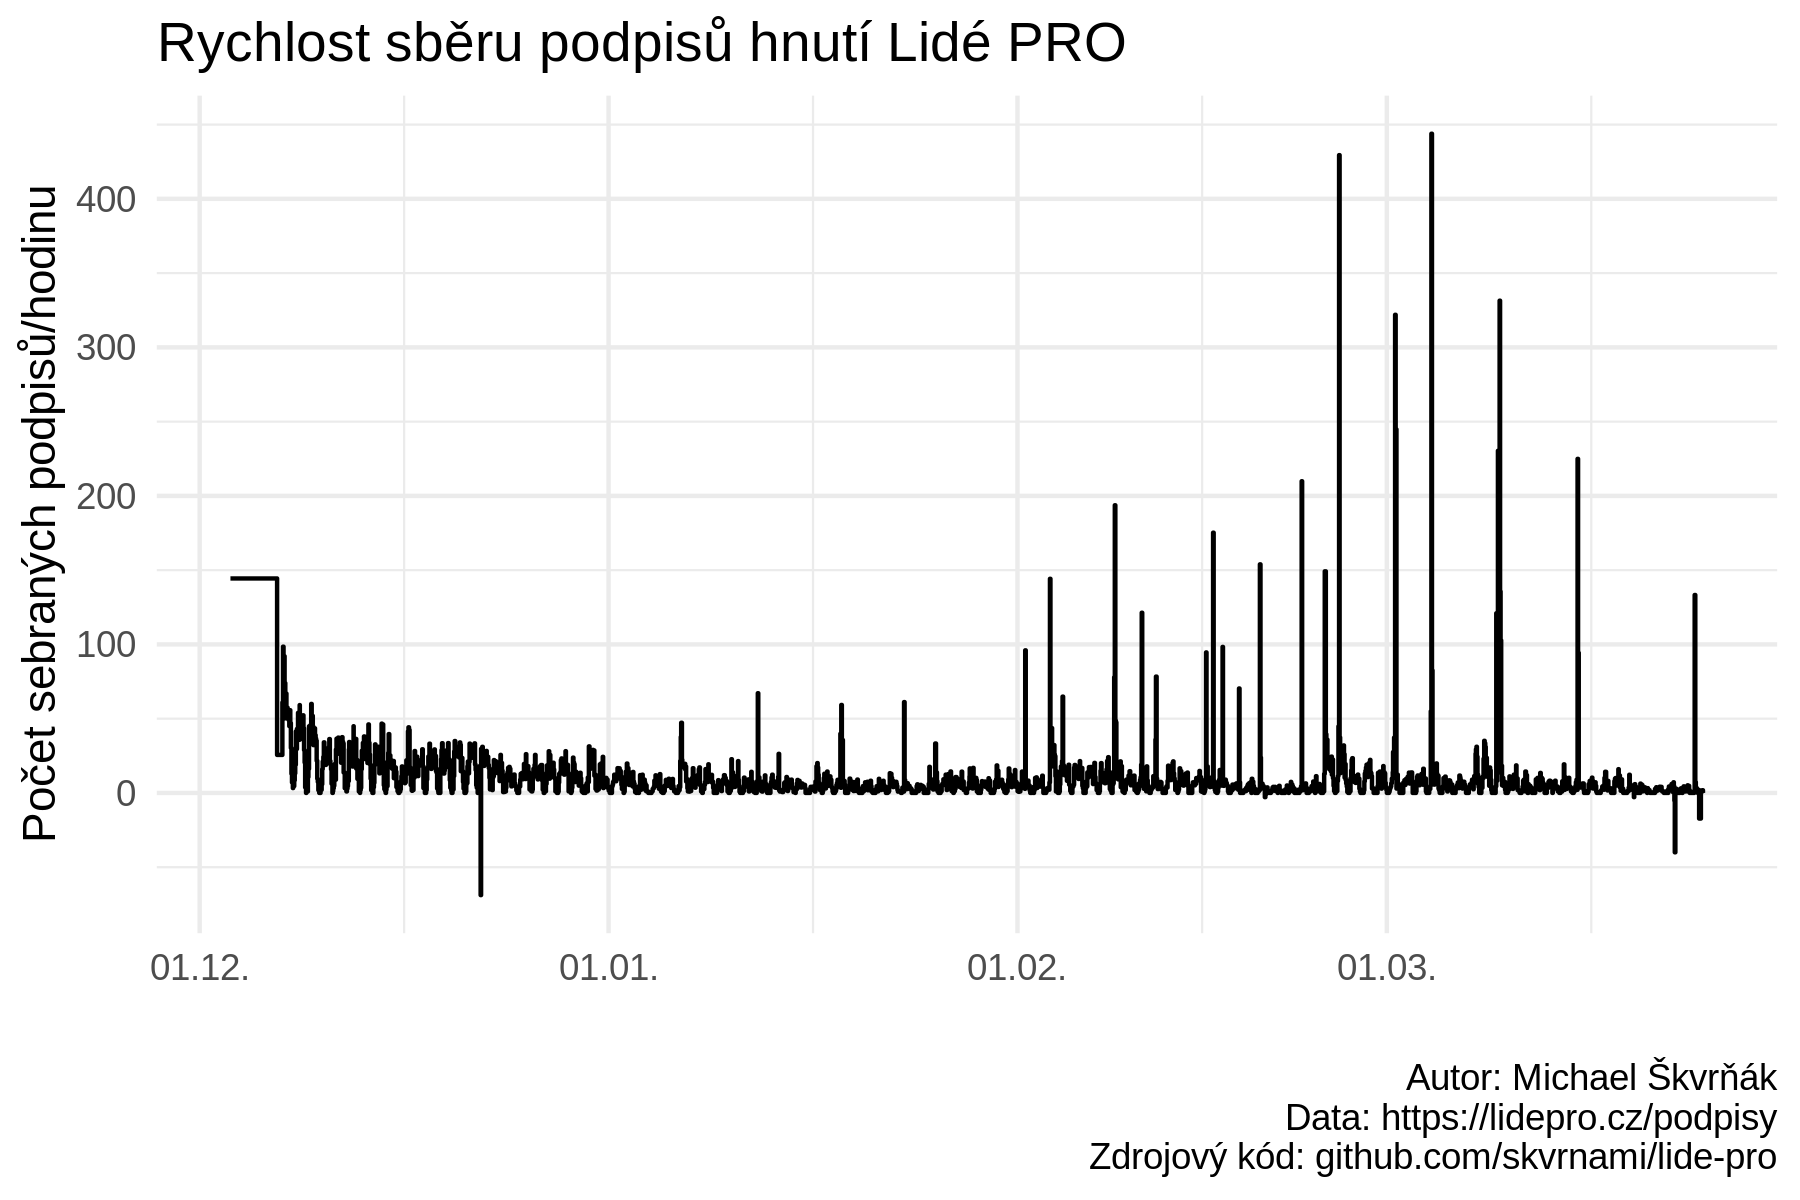 Rychlost sběru podpisů hnutí Lidé PRO
Počet sebraných podpisů/hodinu
400
300
200
100
0
01.12.
01.01.
01.02.
01.03.
Autor: Michael Škvrňák
Data: https://lidepro.cz/podpisy
Zdrojový kód: github.com/skvrnami/lide-pro